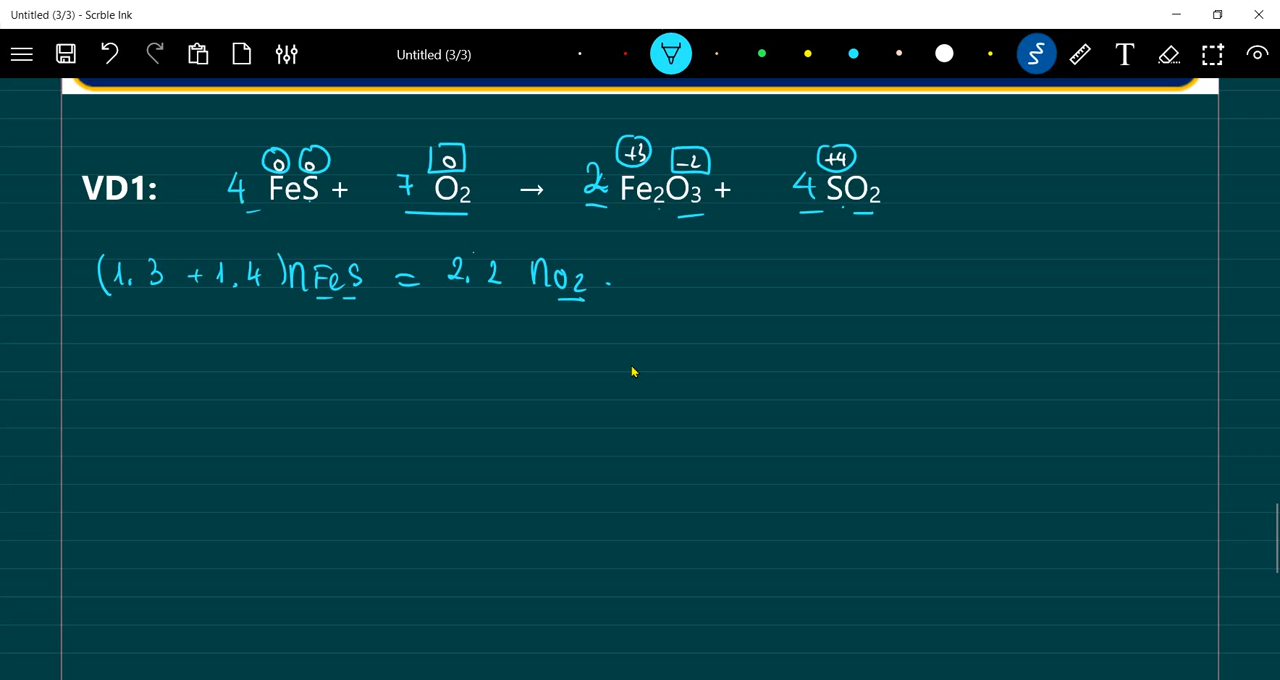 Untitled (3/3) - Scrble Ink
Untitled (3/3)
T
0 0 0 +3 -2 +4
VD1: 4 FeS + 7 O₂ → 2 Fe₂O₃ + 4 SO₂
(1.3 + 1.4)nFeS = 2.2 nO₂.